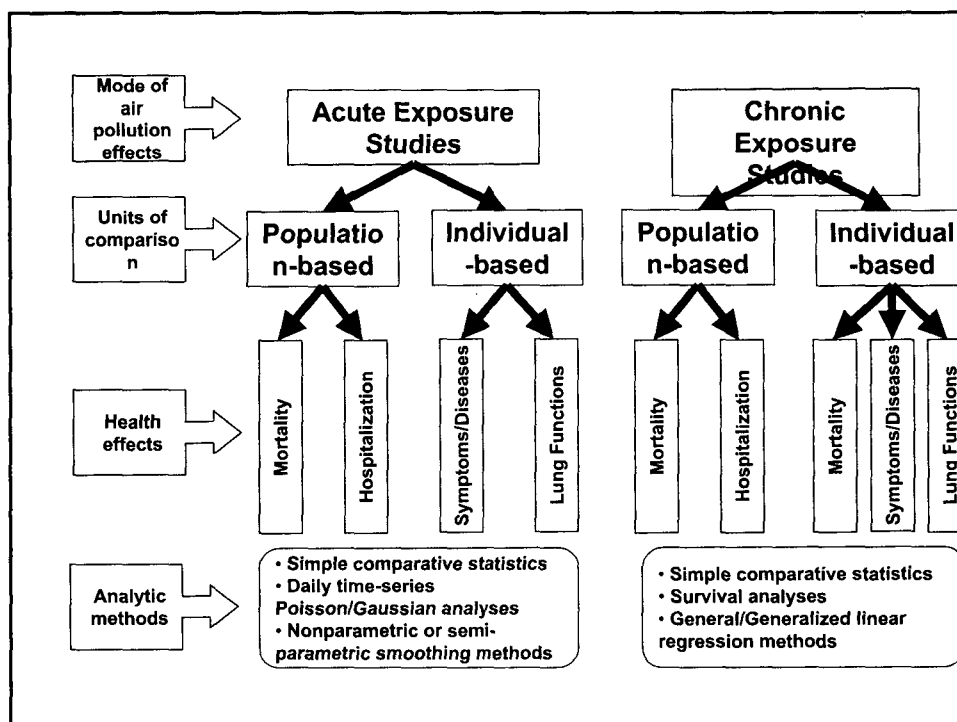 Mode of
air
pollution
effects
Acute Exposure
Studies
Chronic
Exposure
Studies
Units of
compariso
n
Populatio
n-based
Individual
-based
Populatio
n-based
Individual
-based
Health
effects
Mortality
Hospitalization
Symptoms/Diseases
Lung Functions
Mortality
Hospitalization
Mortality
Symptoms/Diseases
Lung Functions
Analytic
methods
• Simple comparative statistics
• Daily time-series
Poisson/Gaussian analyses
• Nonparametric or semi-
parametric smoothing methods
• Simple comparative statistics
• Survival analyses
• General/Generalized linear
regression methods